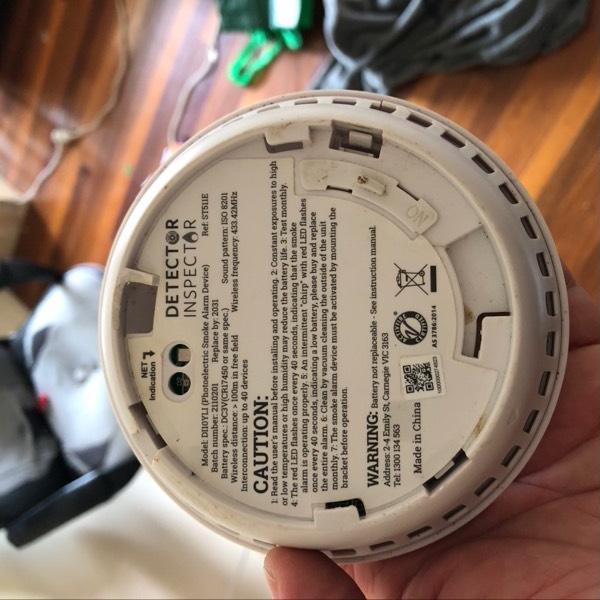 DETECTOR
INSPECTOR
NET
Indication
Model: DI10YLI (Photoelectric Smoke Alarm Device) Ref: ST511E
Batch number: 2110201 Replace by: 2031 Sound pattern: ISO 8201
Battery spec.: DC3V(CR17450 or same spec.)
Wireless distance: > 100m in free field Wireless frequency: 433.42MHz
Interconnection: up to 40 devices
CAUTION:
1: Read the user's manual before installing and operating. 2: Constant exposures to high
or low temperatures or high humidity may reduce the battery life. 3: Test monthly.
4: The red LED flashes once every 40 seconds, indicating that the smoke
alarm is operating properly. 5: An intermittent "chirp" with red LED flashes
once every 40 seconds, indicating a low battery, please buy and replace
the entire alarm. 6: Clean by vacuum cleaning the outside of the unit
monthly. 7: The smoke alarm device must be activated by mounting the
bracket before operation.
WARNING: Battery not replaceable - See instruction manual.
Address: 2-4 Emily St, Carnegie VIC 3163
Tel: 1300 134 563
Made in China
AS 3786:2014
ON